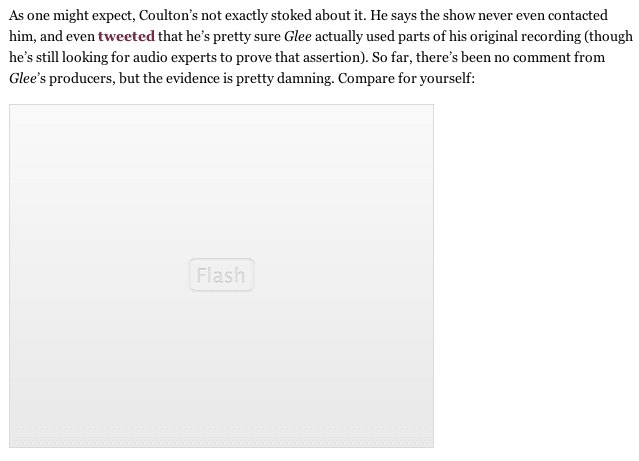 As one might expect, Coulton’s not exactly stoked about it. He says the show never even contacted
him, and even tweeted that he’s pretty sure Glee actually used parts of his original recording (though
he’s still looking for audio experts to prove that assertion). So far, there’s been no comment from
Glee’s producers, but the evidence is pretty damning. Compare for yourself:
Flash